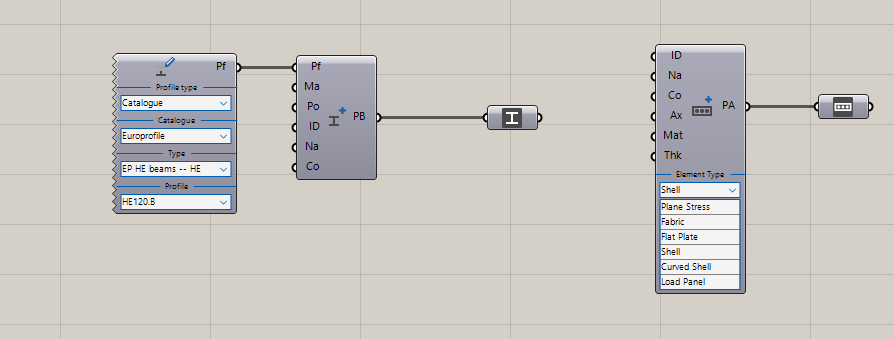 Pf
Profile type
Catalogue
Catalogue
Europrofile
Type
EP HE beams -- HE
Profile
HE120.B
Pf
Ma
Po
ID
Na
Co
PB
ID
Na
Co
Ax
Mat
Thk
PA
Element Type
Shell
Plane Stress
Fabric
Flat Plate
Shell
Curved Shell
Load Panel